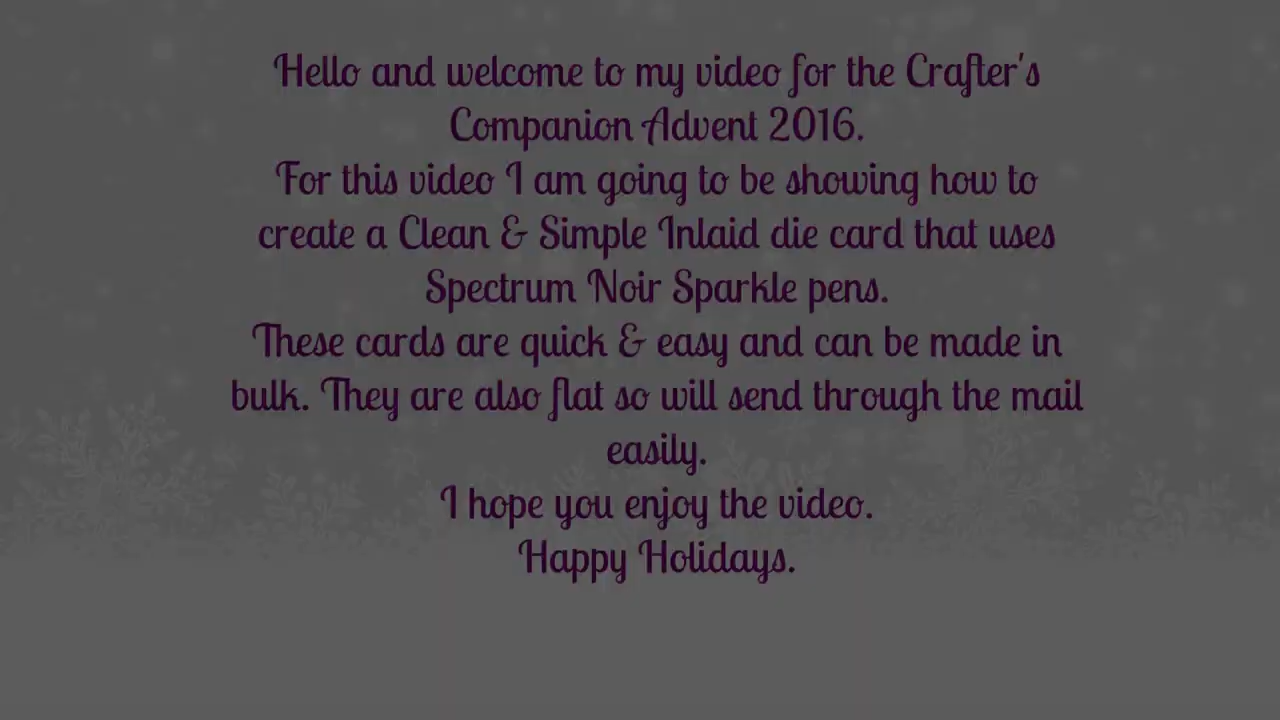 Hello and welcome to my video for the Crafter's
Companion Advent 2016.
For this video I am going to be showing how to
create a Clean & Simple Inlaid die card that uses
Spectrum Noir Sparkle pens.
These cards are quick & easy and can be made in
bulk. They are also flat so will send through the mail
easily.
I hope you enjoy the video.
Happy Holidays.